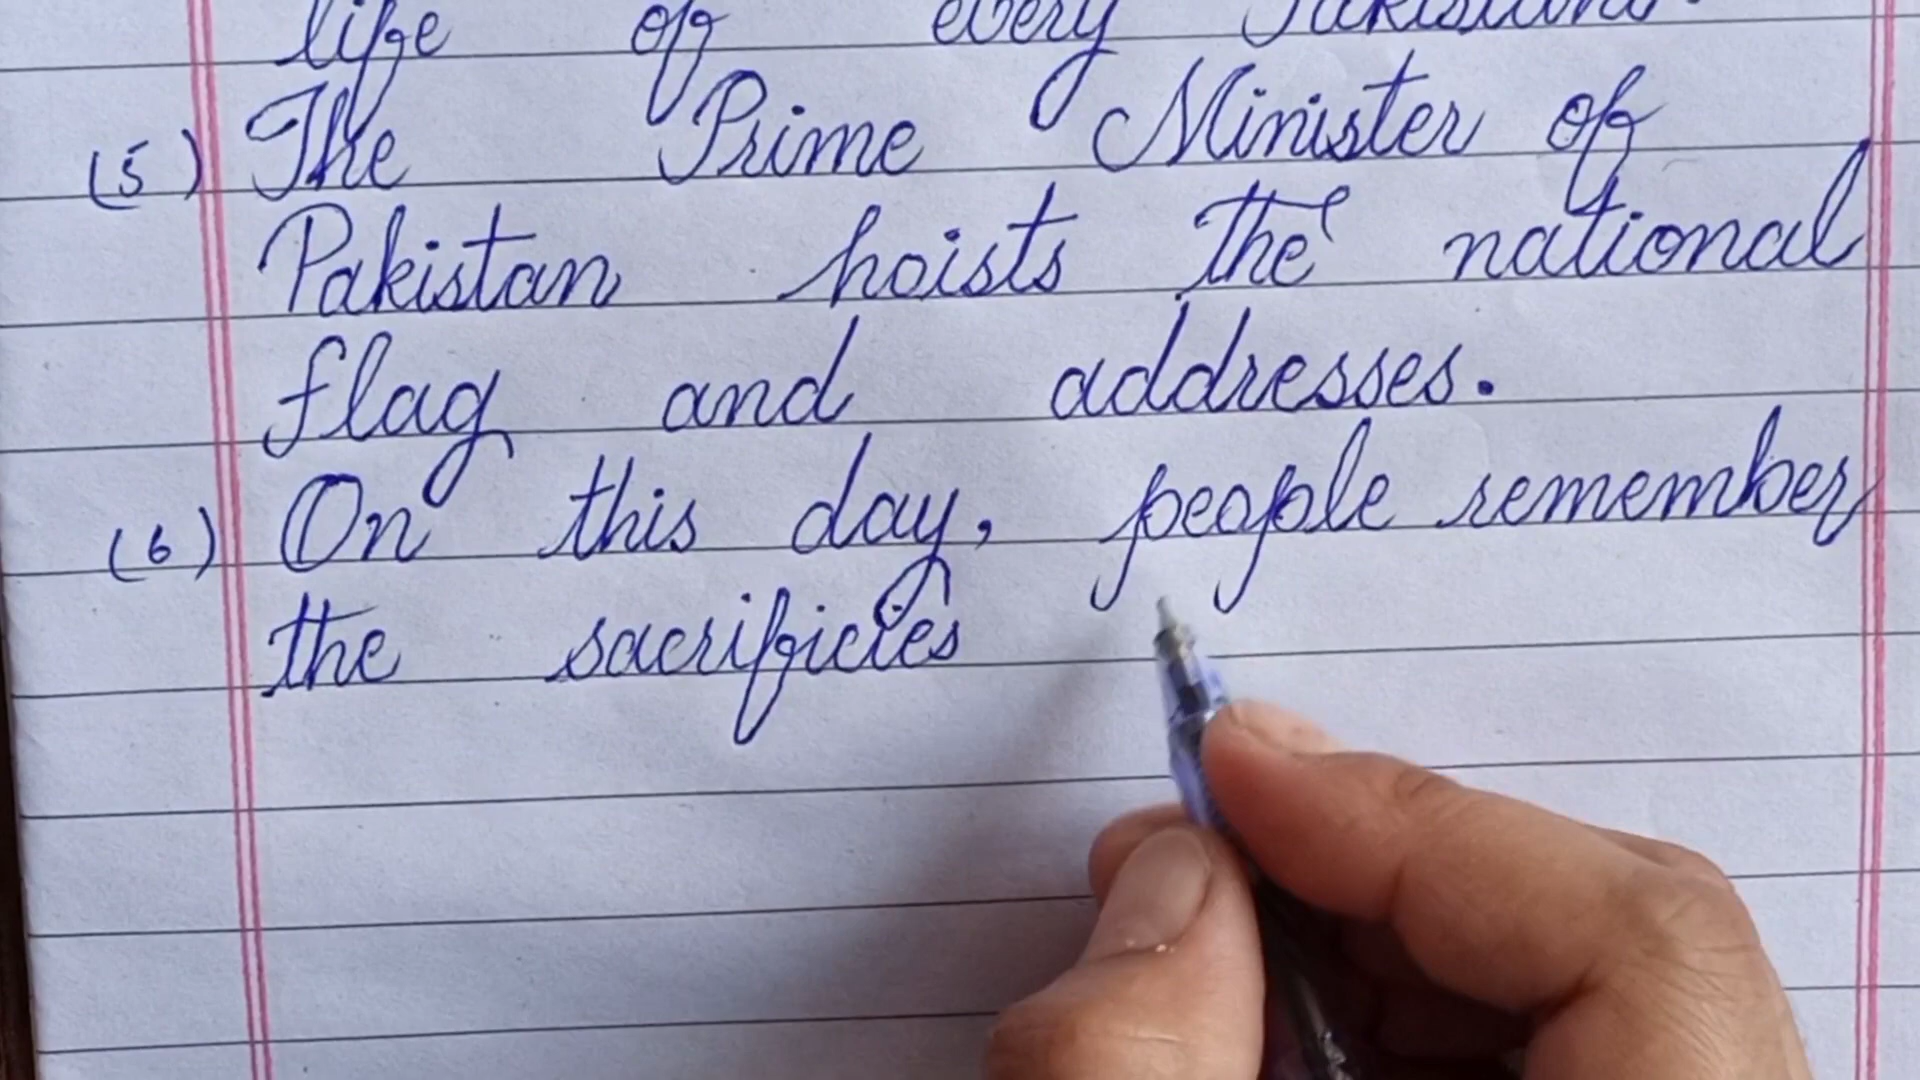 life of every Pakistani.
(5) The Prime Minister of
Pakistan hoists the national
flag and addresses.
(6) On this day, people remember
the sacrificies